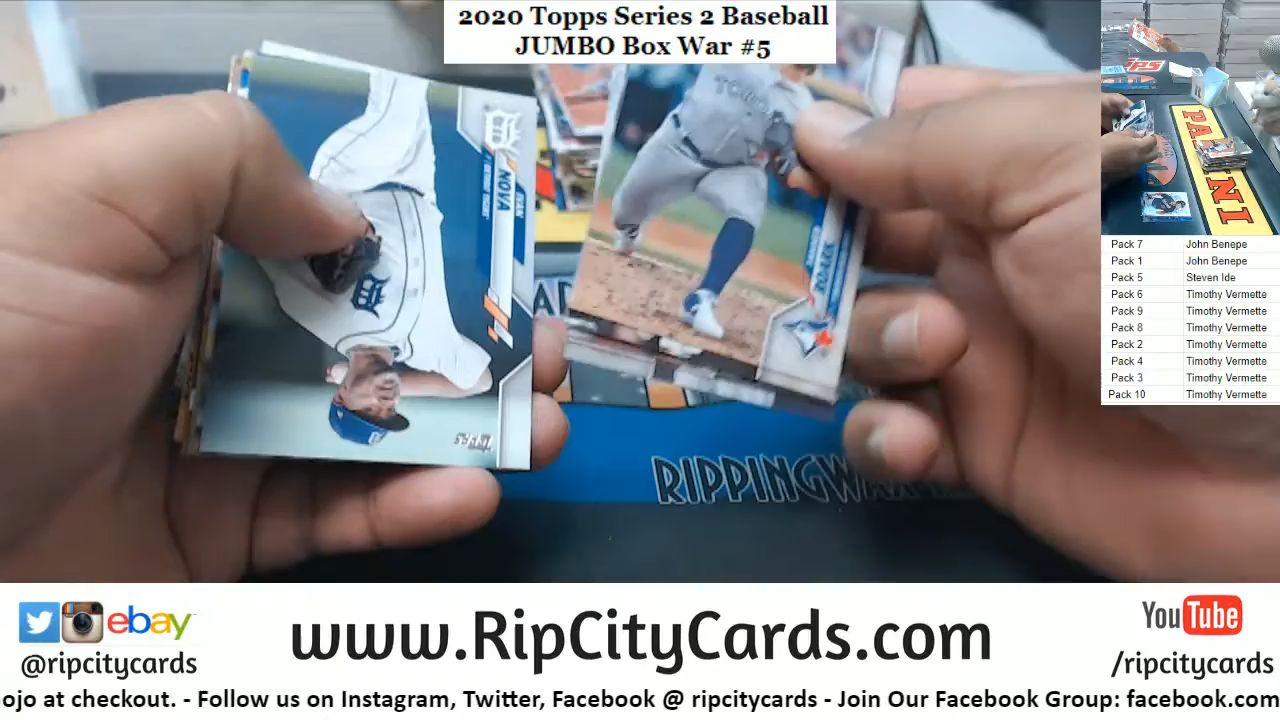 2020 Topps Series 2 Baseball
JUMBO Box War #5
TORONTO
IVAN
NOVA
TOPPS
RIPPINGWAX
PANINI
Pack 7 John Benepe
Pack 1 John Benepe
Pack 5 Steven Ide
Pack 6 Timothy Vermette
Pack 9 Timothy Vermette
Pack 8 Timothy Vermette
Pack 2 Timothy Vermette
Pack 4 Timothy Vermette
Pack 3 Timothy Vermette
Pack 10 Timothy Vermette
ebay
@ripcitycards
www.RipCityCards.com
YouTube
/ripcitycards
ojo at checkout. - Follow us on Instagram, Twitter, Facebook @ ripcitycards - Join Our Facebook Group: facebook.com